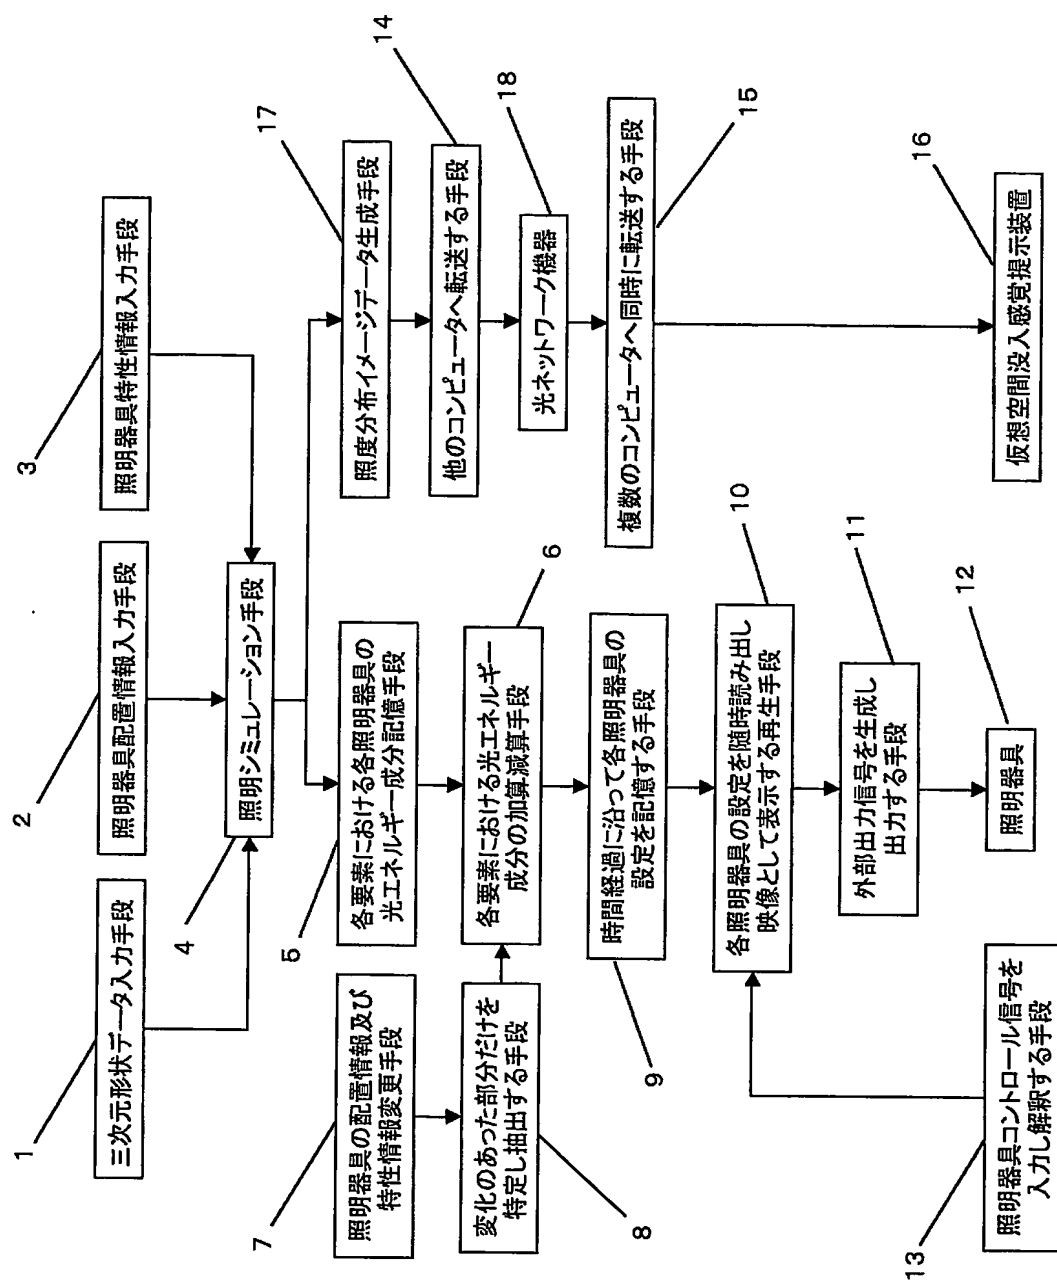 1
三次元形状データ入力手段
2
照明器具配置情報入力手段
3
照明器具特性情報入力手段
4
照明シミュレーション手段
5
各要素における各照明器具の
光エネルギー成分記憶手段
17
照度分布イメージデータ生成手段
14
他のコンピュータへ転送する手段
18
光ネットワーク機器
複数のコンピュータへ同時に転送する手段
15
16
仮想空間没入感覚提示装置
7
照明器具の配置情報及び
特性情報変更手段
変化のあった部分だけを
特定し抽出する手段
8
各要素における光エネルギー
成分の加算減算手段
6
時間経過に沿って各照明器具の
設定を記憶する手段
9
各照明器具の設定を随時読み出し
映像として表示する再生手段
10
外部出力信号を生成し
出力する手段
11
照明器具
12
13
照明器具コントロール信号を
入力し解釈する手段